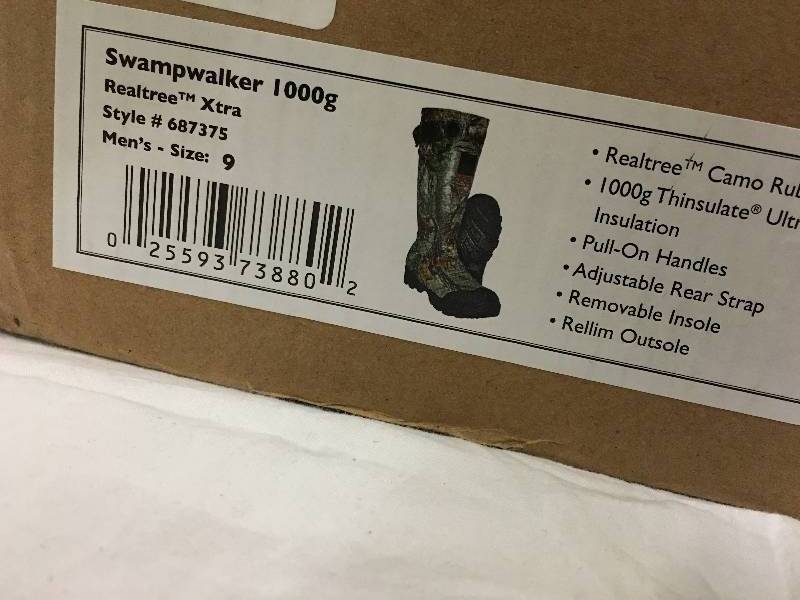 Swampwalker 1000g
Realtree™ Xtra
Style # 687375
Men's - Size: 9
0 25593 73880 2
• Realtree™ Camo
• 1000g Thinsulate®
Insulation
• Pull-On Handles
• Adjustable Rear Strap
• Removable Insole
• Rellim Outsole